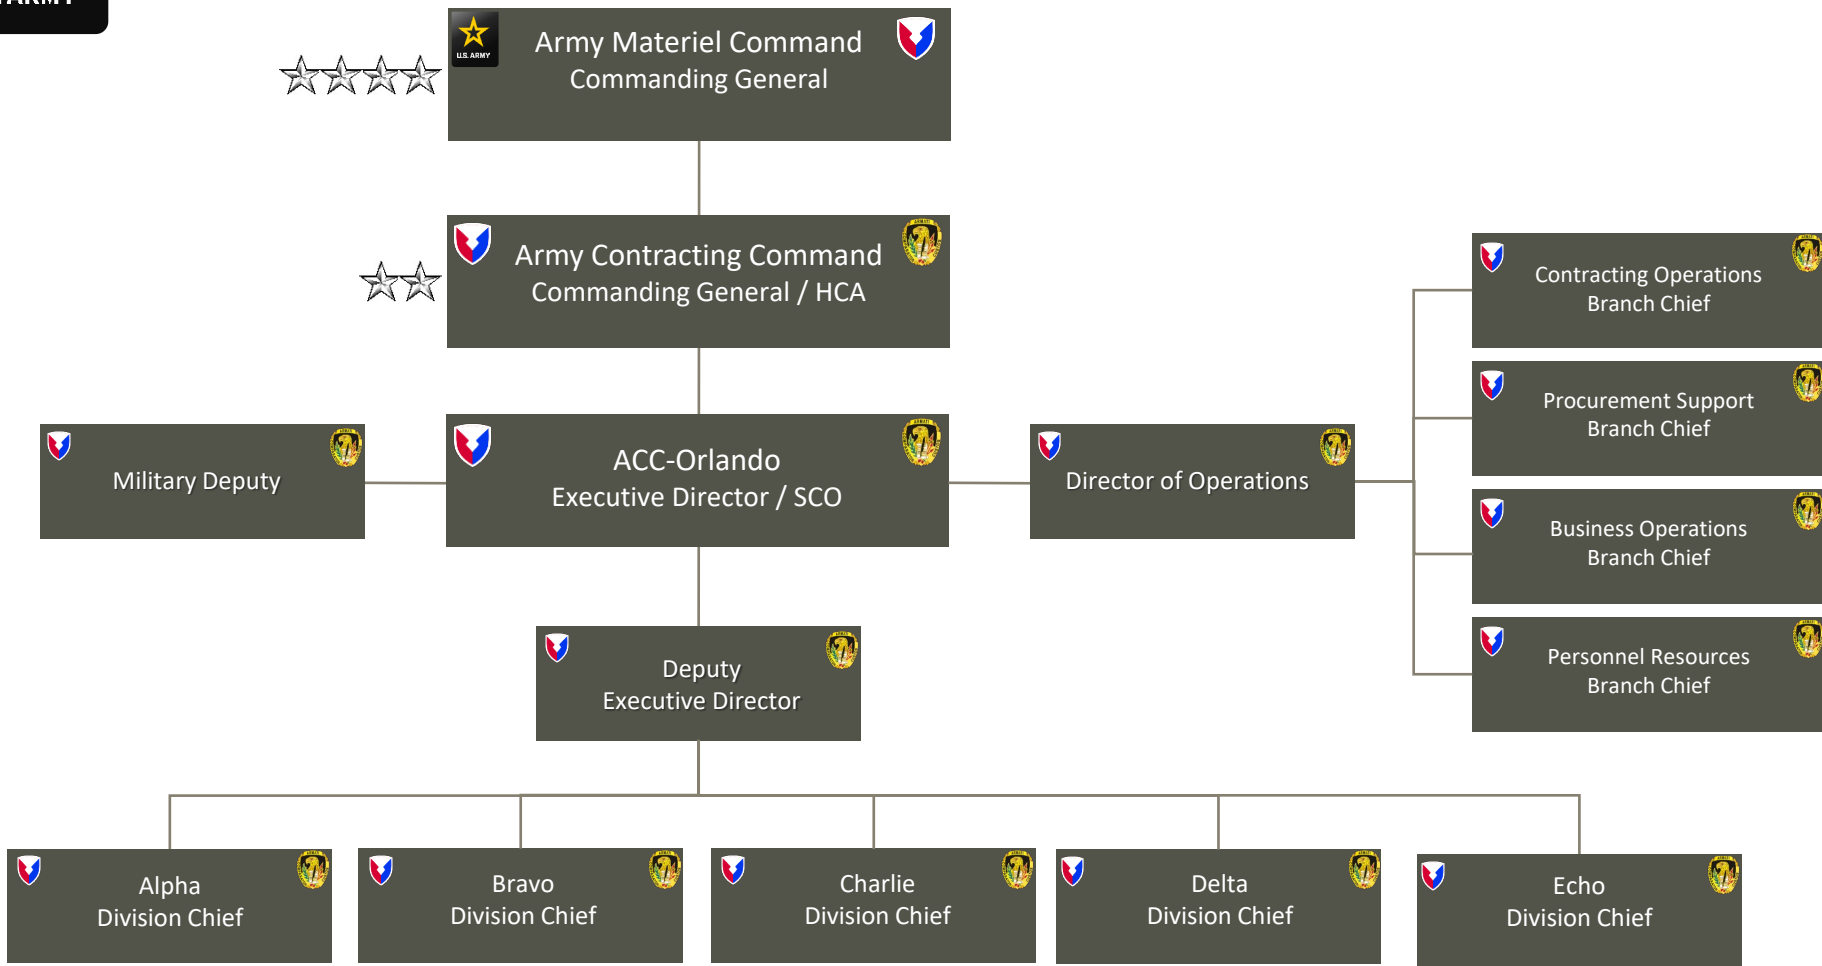 U.S. ARMY
Army Materiel Command
Commanding General
Army Contracting Command
Commanding General / HCA
Contracting Operations
Branch Chief
Procurement Support
Branch Chief
Military Deputy
ACC-Orlando
Executive Director / SCO
Director of Operations
Business Operations
Branch Chief
Deputy
Executive Director
Personnel Resources
Branch Chief
Alpha
Division Chief
Bravo
Division Chief
Charlie
Division Chief
Delta
Division Chief
Echo
Division Chief